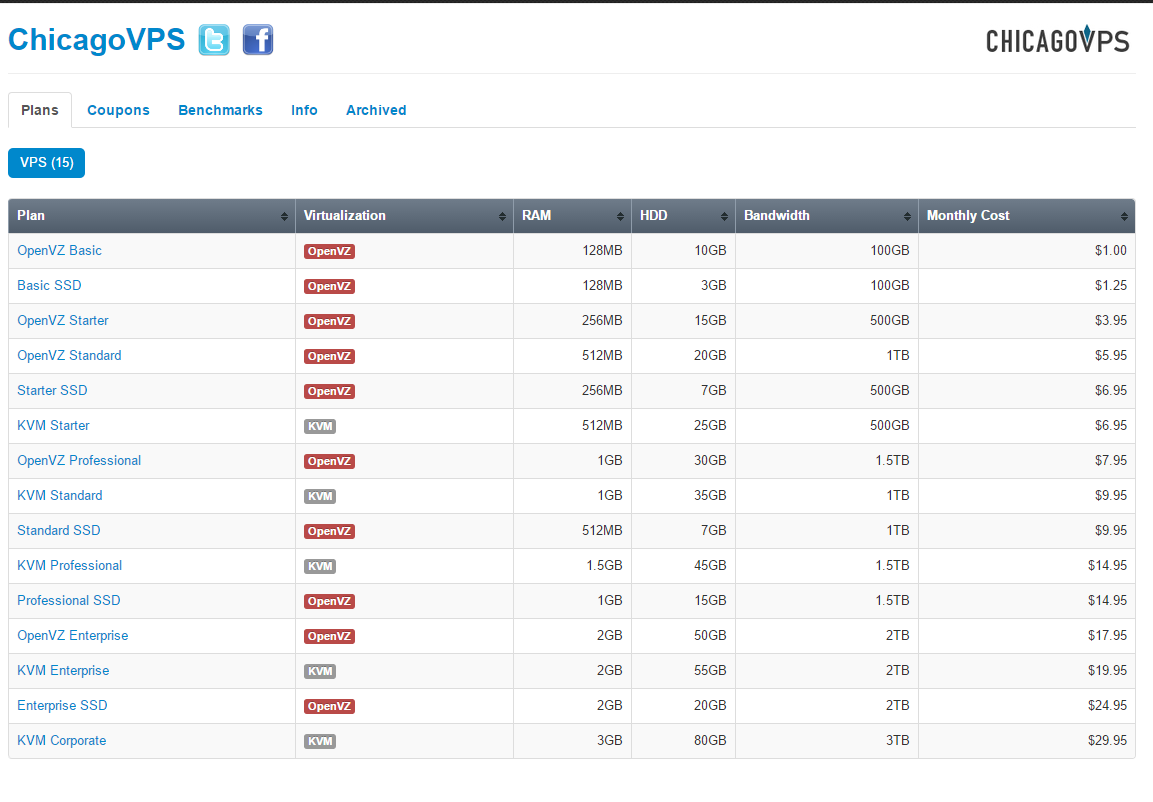 ChicagoVPS
CHICAGOVPS
Plans Coupons Benchmarks Info Archived
VPS (15)
Plan Virtualization RAM HDD Bandwidth Monthly Cost
OpenVZ Basic OpenVZ 128MB 10GB 100GB $1.00
Basic SSD OpenVZ 128MB 3GB 100GB $1.25
OpenVZ Starter OpenVZ 256MB 15GB 500GB $3.95
OpenVZ Standard OpenVZ 512MB 20GB 1TB $5.95
Starter SSD OpenVZ 256MB 7GB 500GB $6.95
KVM Starter KVM 512MB 25GB 500GB $6.95
OpenVZ Professional OpenVZ 1GB 30GB 1.5TB $7.95
KVM Standard KVM 1GB 35GB 1TB $9.95
Standard SSD OpenVZ 512MB 7GB 1TB $9.95
KVM Professional KVM 1.5GB 45GB 1.5TB $14.95
Professional SSD OpenVZ 1GB 15GB 1.5TB $14.95
OpenVZ Enterprise OpenVZ 2GB 50GB 2TB $17.95
KVM Enterprise KVM 2GB 55GB 2TB $19.95
Enterprise SSD OpenVZ 2GB 20GB 2TB $24.95
KVM Corporate KVM 3GB 80GB 3TB $29.95